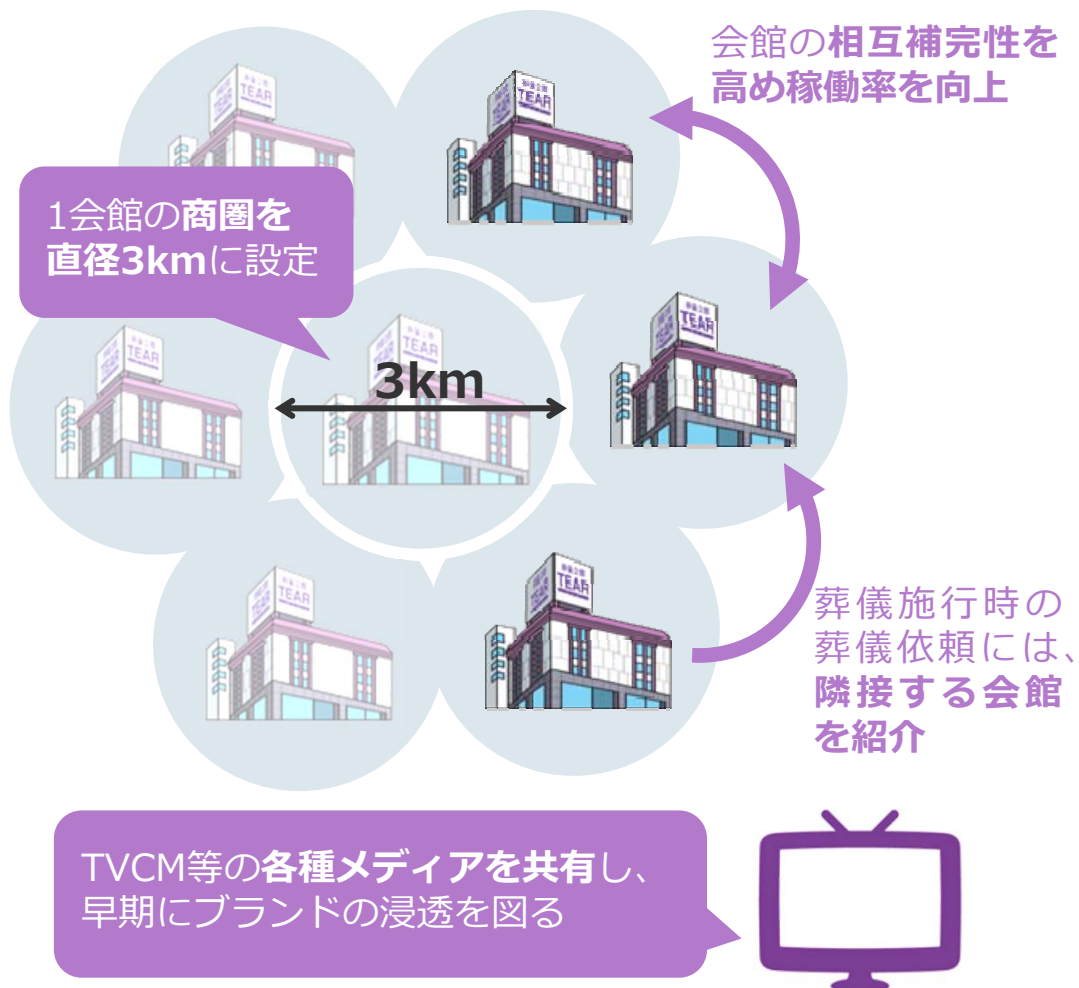 会館の相互補完性を
高め稼働率を向上
1会館の商圏を
直径3kmに設定
3km
TEAR
TEAR
TEAR
TEAR
TEAR
TEAR
TEAR
葬儀施行時の
葬儀依頼には、
隣接する会館
を紹介
TVCM等の各種メディアを共有し、
早期にブランドの浸透を図る